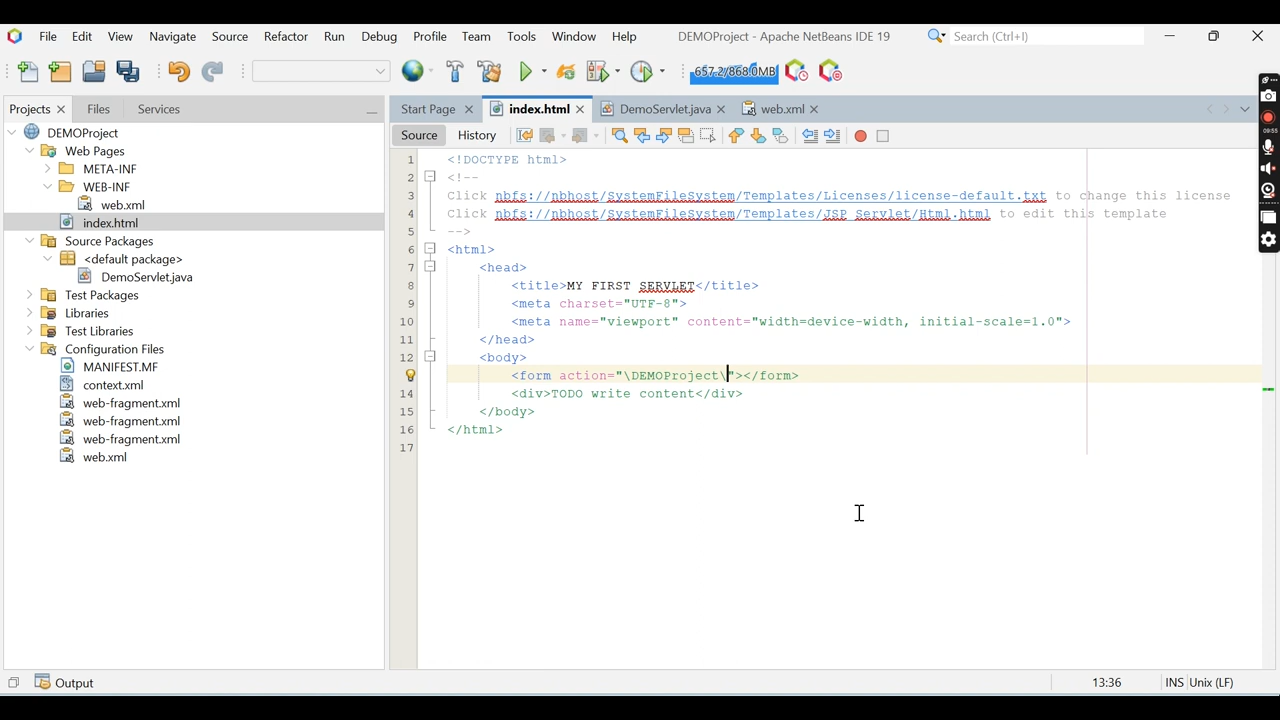 File Edit View Navigate Source Refactor Run Debug Profile Team Tools Window Help DEMOProject - Apache NetBeans IDE 19 Search (Ctrl+I)
657.2/868.0MB
09:55
Projects Files Services
Start Page index.html DemoServlet.java web.xml
Source History
DEMOProject
Web Pages
META-INF
WEB-INF
web.xml
index.html
Source Packages
<default package>
DemoServlet.java
Test Packages
Libraries
Test Libraries
Configuration Files
MANIFEST.MF
context.xml
web-fragment.xml
web-fragment.xml
web-fragment.xml
web.xml
1 <!DOCTYPE html>
2 <!--
3 Click nbfs://nbhost/SystemFileSystem/Templates/Licenses/license-default.txt to change this license
4 Click nbfs://nbhost/SystemFileSystem/Templates/JSP_Servlet/Html.html to edit this template
5 -->
6 <html>
7 <head>
8 <title>MY FIRST SERVLET</title>
9 <meta charset="UTF-8">
10 <meta name="viewport" content="width=device-width, initial-scale=1.0">
11 </head>
12 <body>
<form action="\DEMOProject\"></form>
14 <div>TODO write content</div>
15 </body>
16 </html>
17
Output
13:36 INS Unix (LF)